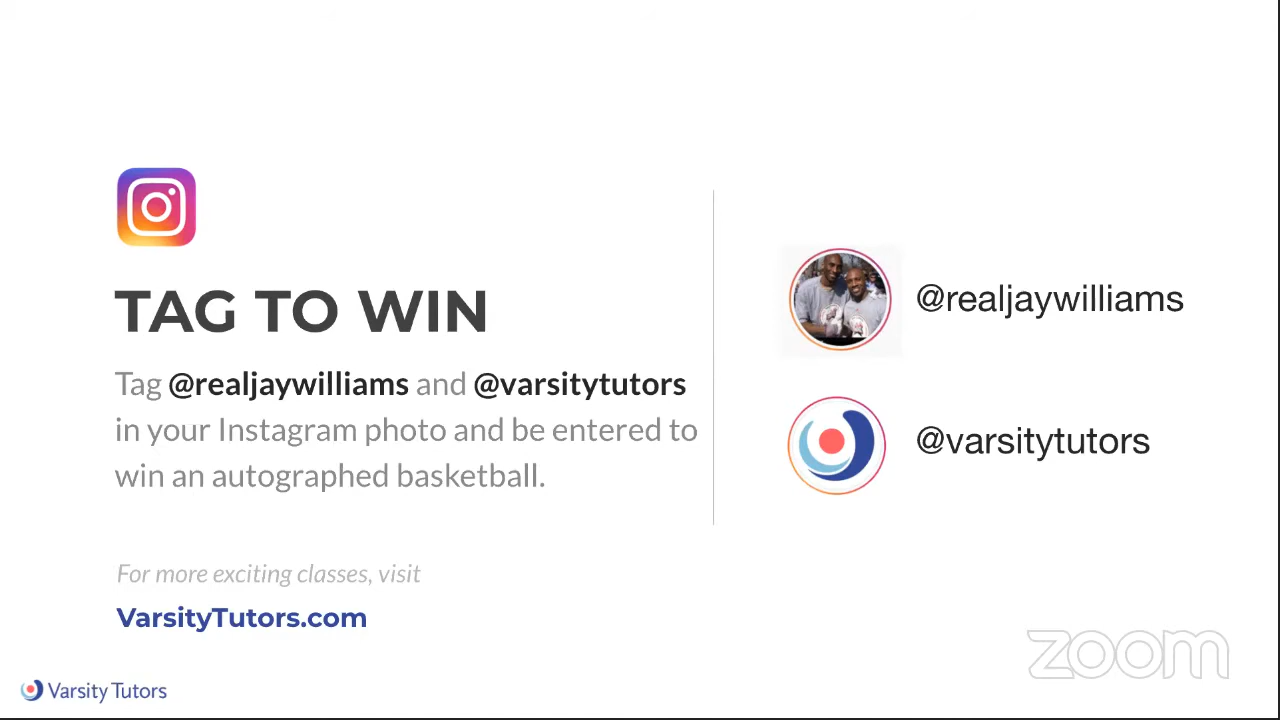 TAG TO WIN
Tag @realjaywilliams and @varsitytutors
in your Instagram photo and be entered to
win an autographed basketball.
For more exciting classes, visit
VarsityTutors.com
@realjaywilliams
@varsitytutors
zoom
Varsity Tutors